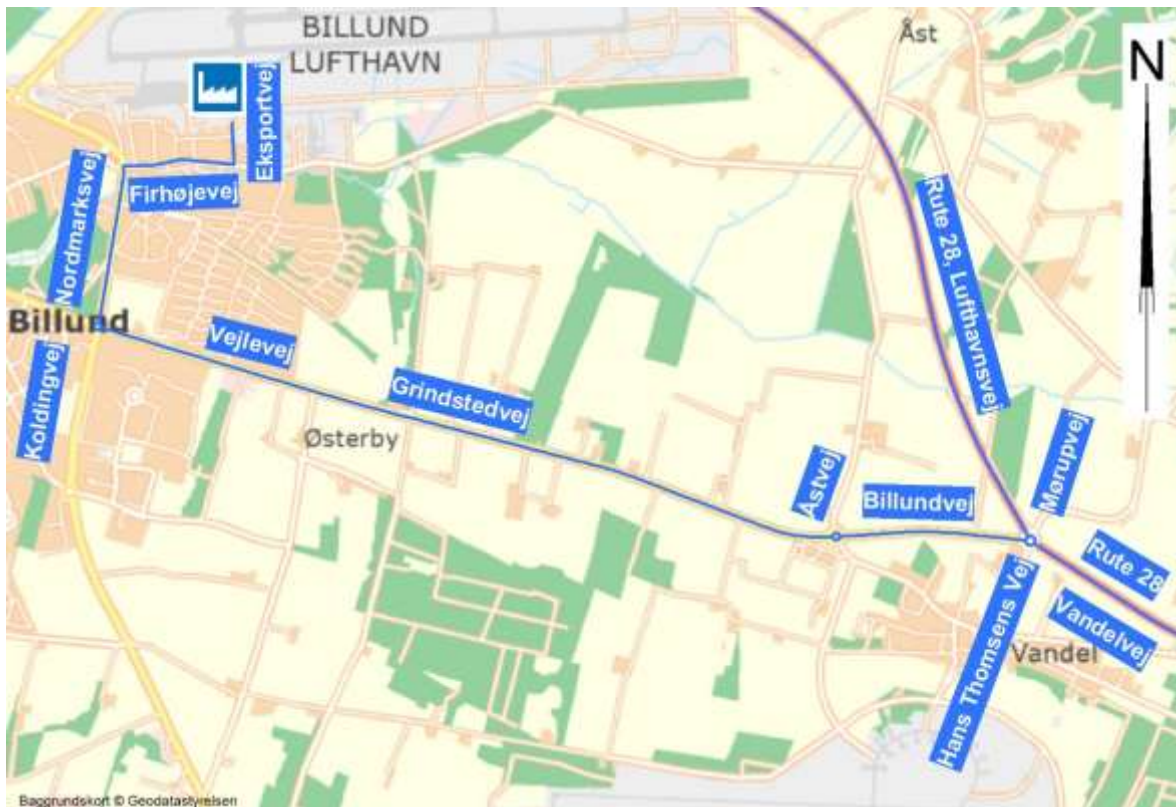 BILLUND
LUFTHAVN
Åst
N
Eksportvej
Nordmarksvej
Firhøjevej
Rute 28, Lufthavnsvej
Billund
Vejlevej
Koldingvej
Grindstedvej
Østerby
Åstvej
Billundvej
Mørupvej
Rute 28
Hans Thomsens Vej
Vandelvej
Vandel
Baggrundskort © Geodatastyrelsen